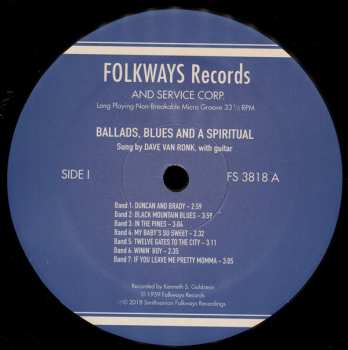 FOLKWAYS Records
AND SERVICE CORP.
Long Playing Non-Breakable Micro Groove 33 1/3 RPM
BALLADS, BLUES AND A SPIRITUAL
Sung by DAVE VAN RONK, with guitar
SIDE I
FS 3818 A
Band 1: DUNCAN AND BRADY - 2:59
Band 2: BLACK MOUNTAIN BLUES - 3:59
Band 3: IN THE PINES - 3:04
Band 4: MY BABY'S SO SWEET - 2:32
Band 5: TWELVE GATES TO THE CITY - 3:11
Band 6: WININ' BOY - 2:35
Band 7: IF YOU LEAVE ME PRETTY MOMMA - 3:05
Recorded by Kenneth S. Goldstein
℗ 1959 Folkways Records
℗© 2018 Smithsonian Folkways Recordings